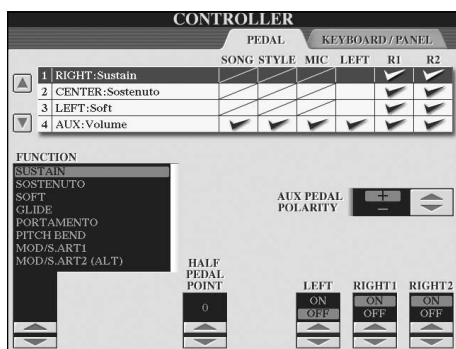 CONTROLLER
PEDAL KEYBOARD / PANEL
SONG STYLE MIC LEFT R1 R2
1 RIGHT:Sustain
2 CENTER:Sostenuto
3 LEFT:Soft
4 AUX:Volume
FUNCTION
SUSTAIN
SOSTENUTO
SOFT
GLIDE
PORTAMENTO
PITCH BEND
MOD/S.ART1
MOD/S.ART2 (ALT)
AUX PEDAL
POLARITY
+
−
HALF
PEDAL
POINT
0
LEFT RIGHT1 RIGHT2
ON ON ON
OFF OFF OFF